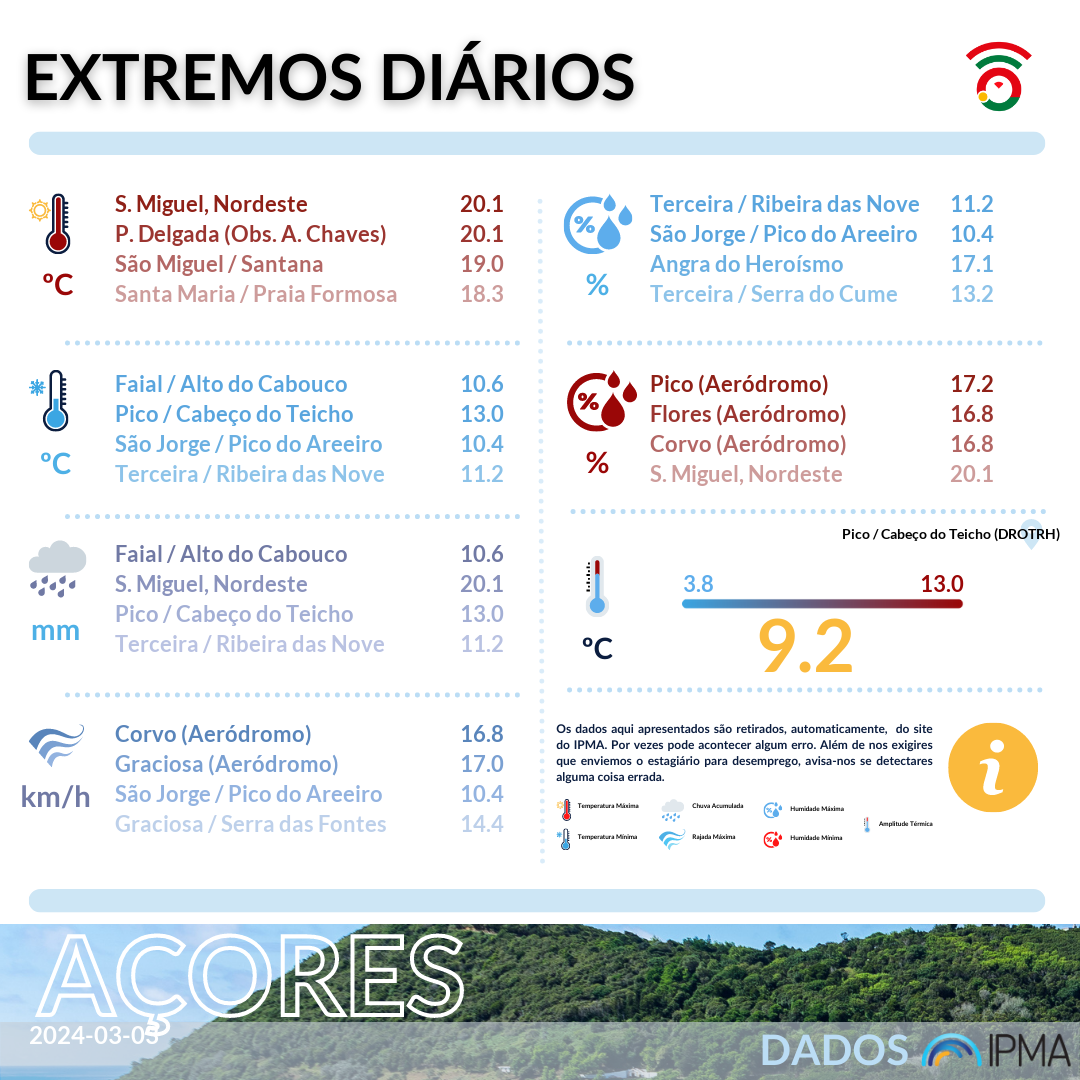 EXTREMOS DIÁRIOS
S. Miguel, Nordeste 20.1
P. Delgada (Obs. A. Chaves) 20.1
São Miguel / Santana 19.0
Santa Maria / Praia Formosa 18.3
ºC
Faial / Alto do Cabouco 10.6
Pico / Cabeço do Teicho 13.0
São Jorge / Pico do Areeiro 10.4
Terceira / Ribeira das Nove 11.2
ºC
Faial / Alto do Cabouco 10.6
S. Miguel, Nordeste 20.1
Pico / Cabeço do Teicho 13.0
Terceira / Ribeira das Nove 11.2
mm
Corvo (Aeródromo) 16.8
Graciosa (Aeródromo) 17.0
São Jorge / Pico do Areeiro 10.4
Graciosa / Serra das Fontes 14.4
km/h
%
Terceira / Ribeira das Nove 11.2
São Jorge / Pico do Areeiro 10.4
Angra do Heroísmo 17.1
Terceira / Serra do Cume 13.2
%
%
Pico (Aeródromo) 17.2
Flores (Aeródromo) 16.8
Corvo (Aeródromo) 16.8
S. Miguel, Nordeste 20.1
%
Pico / Cabeço do Teicho (DROTRH)
3.8 13.0
9.2
ºC
Os dados aqui apresentados são retirados, automaticamente, do site
do IPMA. Por vezes pode acontecer algum erro. Além de nos exigires
que enviemos o estagiário para desemprego, avisa-nos se detectares
alguma coisa errada.
i
Temperatura Máxima Chuva Acumulada Humidade Máxima
Amplitude Térmica
Temperatura Mínima Rajada Máxima Humidade Mínima
AÇORES
2024-03-05
DADOS IPMA